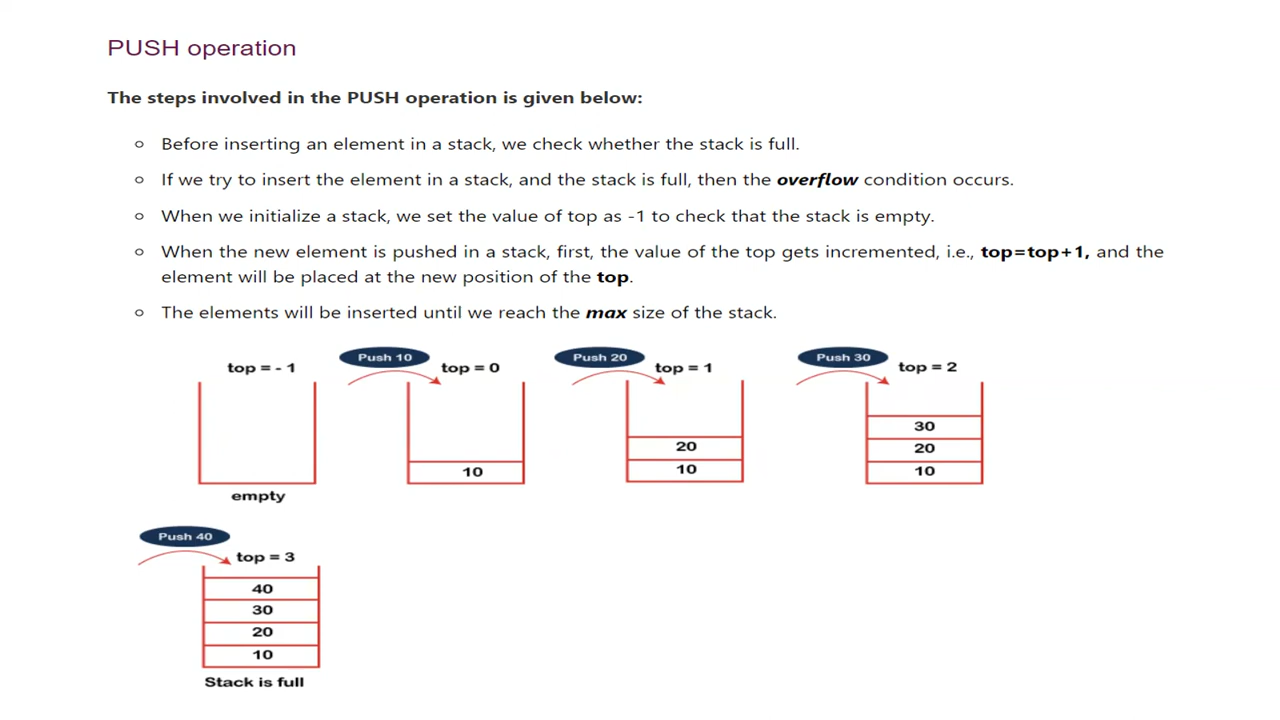 PUSH operation
The steps involved in the PUSH operation is given below:
Before inserting an element in a stack, we check whether the stack is full.
If we try to insert the element in a stack, and the stack is full, then the overflow condition occurs.
When we initialize a stack, we set the value of top as -1 to check that the stack is empty.
When the new element is pushed in a stack, first, the value of the top gets incremented, i.e., top=top+1, and the
element will be placed at the new position of the top.
The elements will be inserted until we reach the max size of the stack.
top = - 1
empty
Push 10
top = 0
10
Push 20
top = 1
20
10
Push 30
top = 2
30
20
10
Push 40
top = 3
40
30
20
10
Stack is full